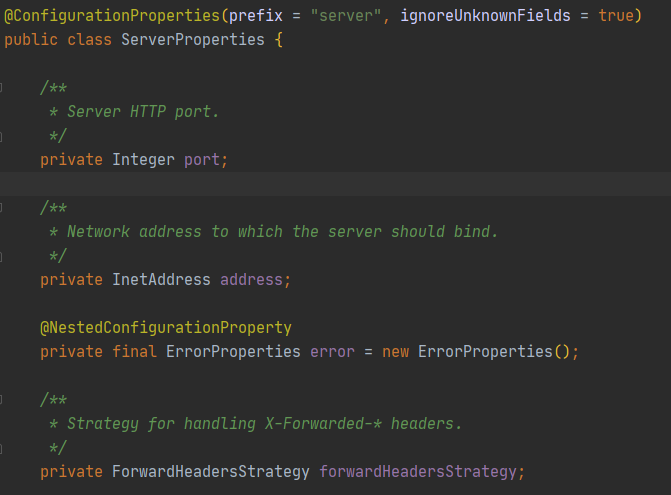 @ConfigurationProperties(prefix = "server", ignoreUnknownFields = true)
public class ServerProperties {
/**
* Server HTTP port.
*/
private Integer port;
/**
* Network address to which the server should bind.
*/
private InetAddress address;
@NestedConfigurationProperty
private final ErrorProperties error = new ErrorProperties();
/**
* Strategy for handling X-Forwarded-* headers.
*/
private ForwardHeadersStrategy forwardHeadersStrategy;